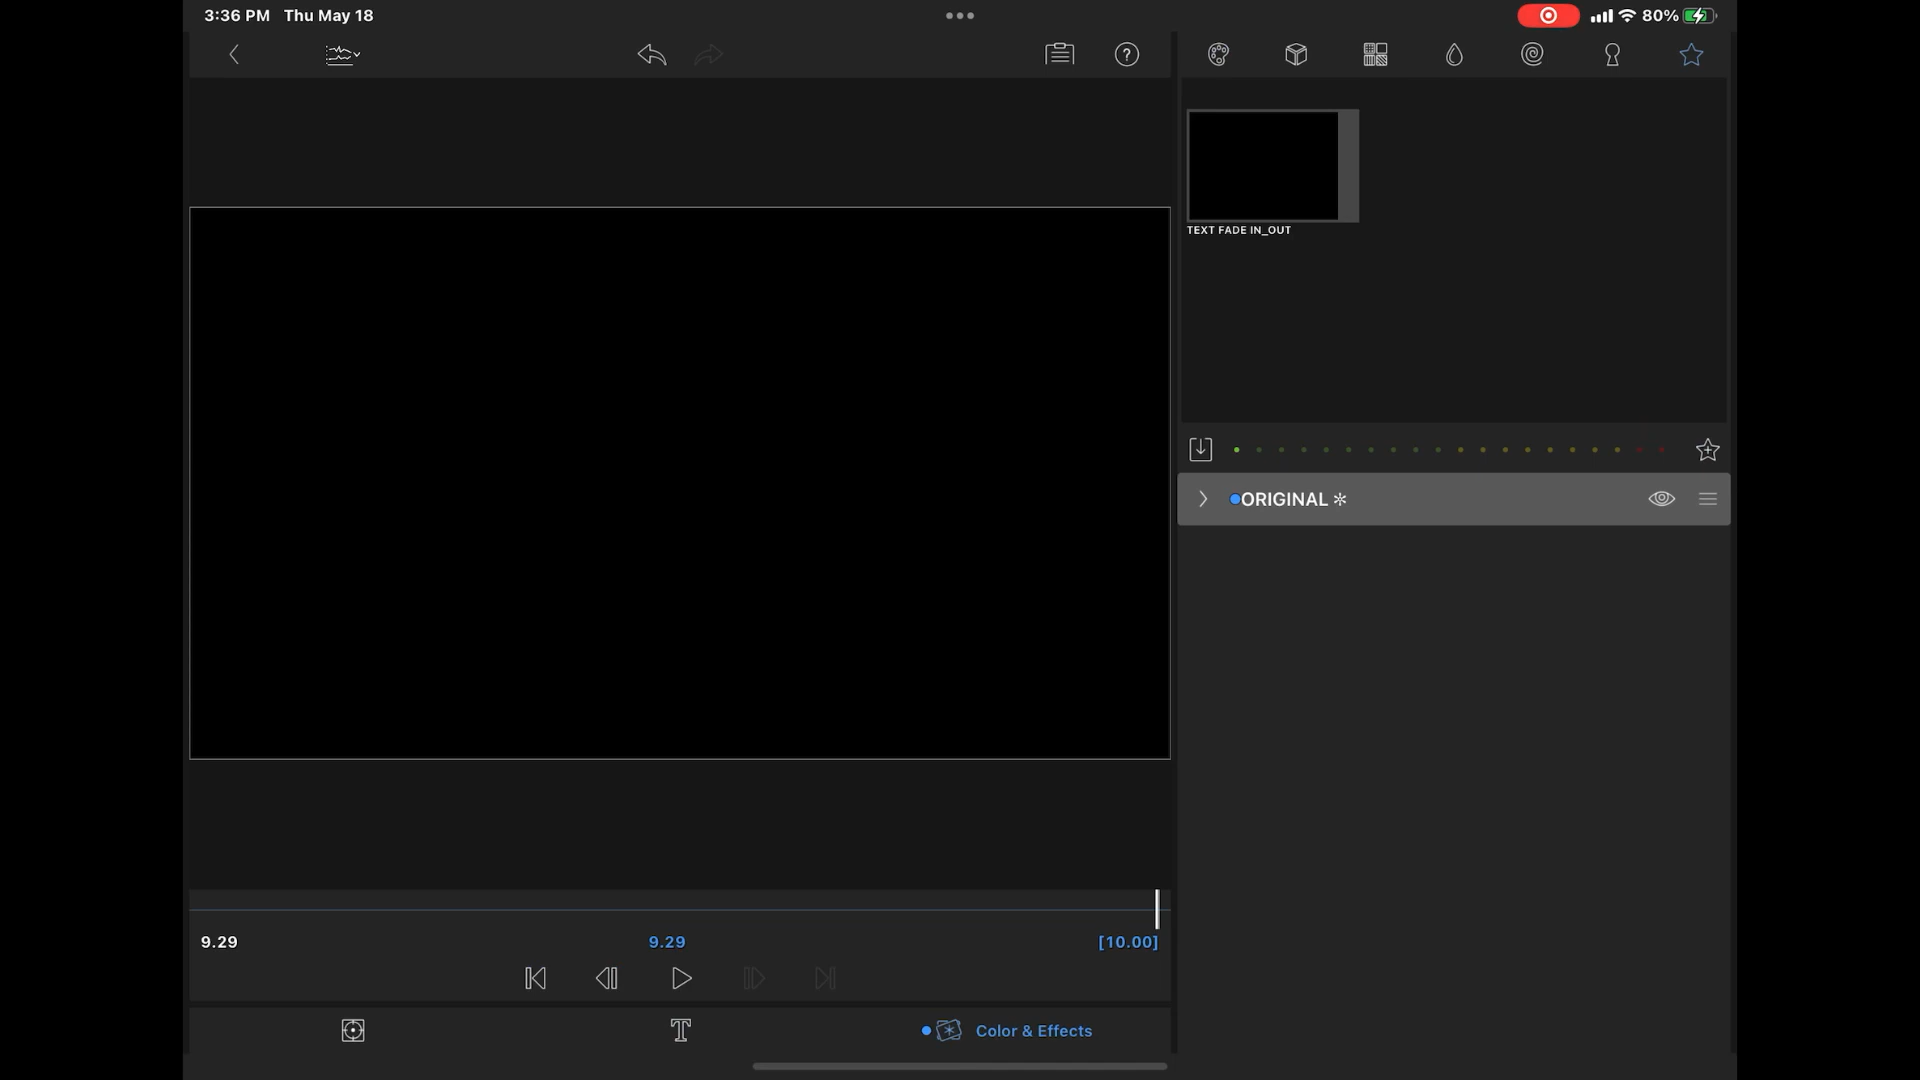 3:36 PM Thu May 18
80%
TEXT FADE IN_OUT
ORIGINAL ✲
9.29
9.29
[10.00]
Color & Effects